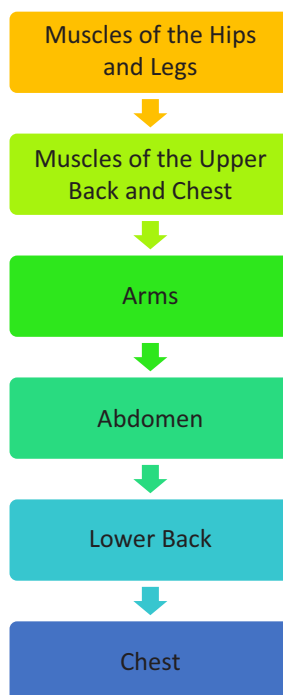 Muscles of the Hips
and Legs
Muscles of the Upper
Back and Chest
Arms
Abdomen
Lower Back
Chest